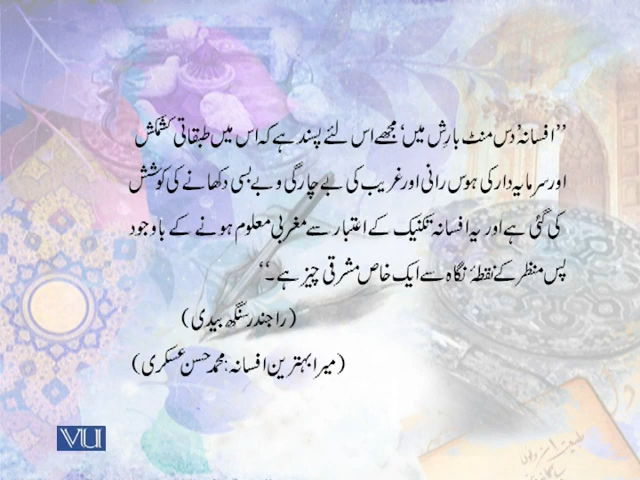 ”افسانہ ’دس منٹ بارش میں‘ مجھے اس لئے پسند ہے کہ اس میں طبقاتی کشمکش
اور سرمایہ دار کی ہوس رانی اور غریب کی بے چارگی و بے بسی دکھانے کی کوشش
کی گئی ہے اور یہ افسانہ تکنیک کے اعتبار سے مغربی معلوم ہونے کے باوجود
پس منظر کے نقطۂ نگاہ سے ایک خاص مشرقی چیز ہے۔“
(راجندر سنگھ بیدی)
(میرا بہترین افسانہ: محمد حسن عسکری)
VU